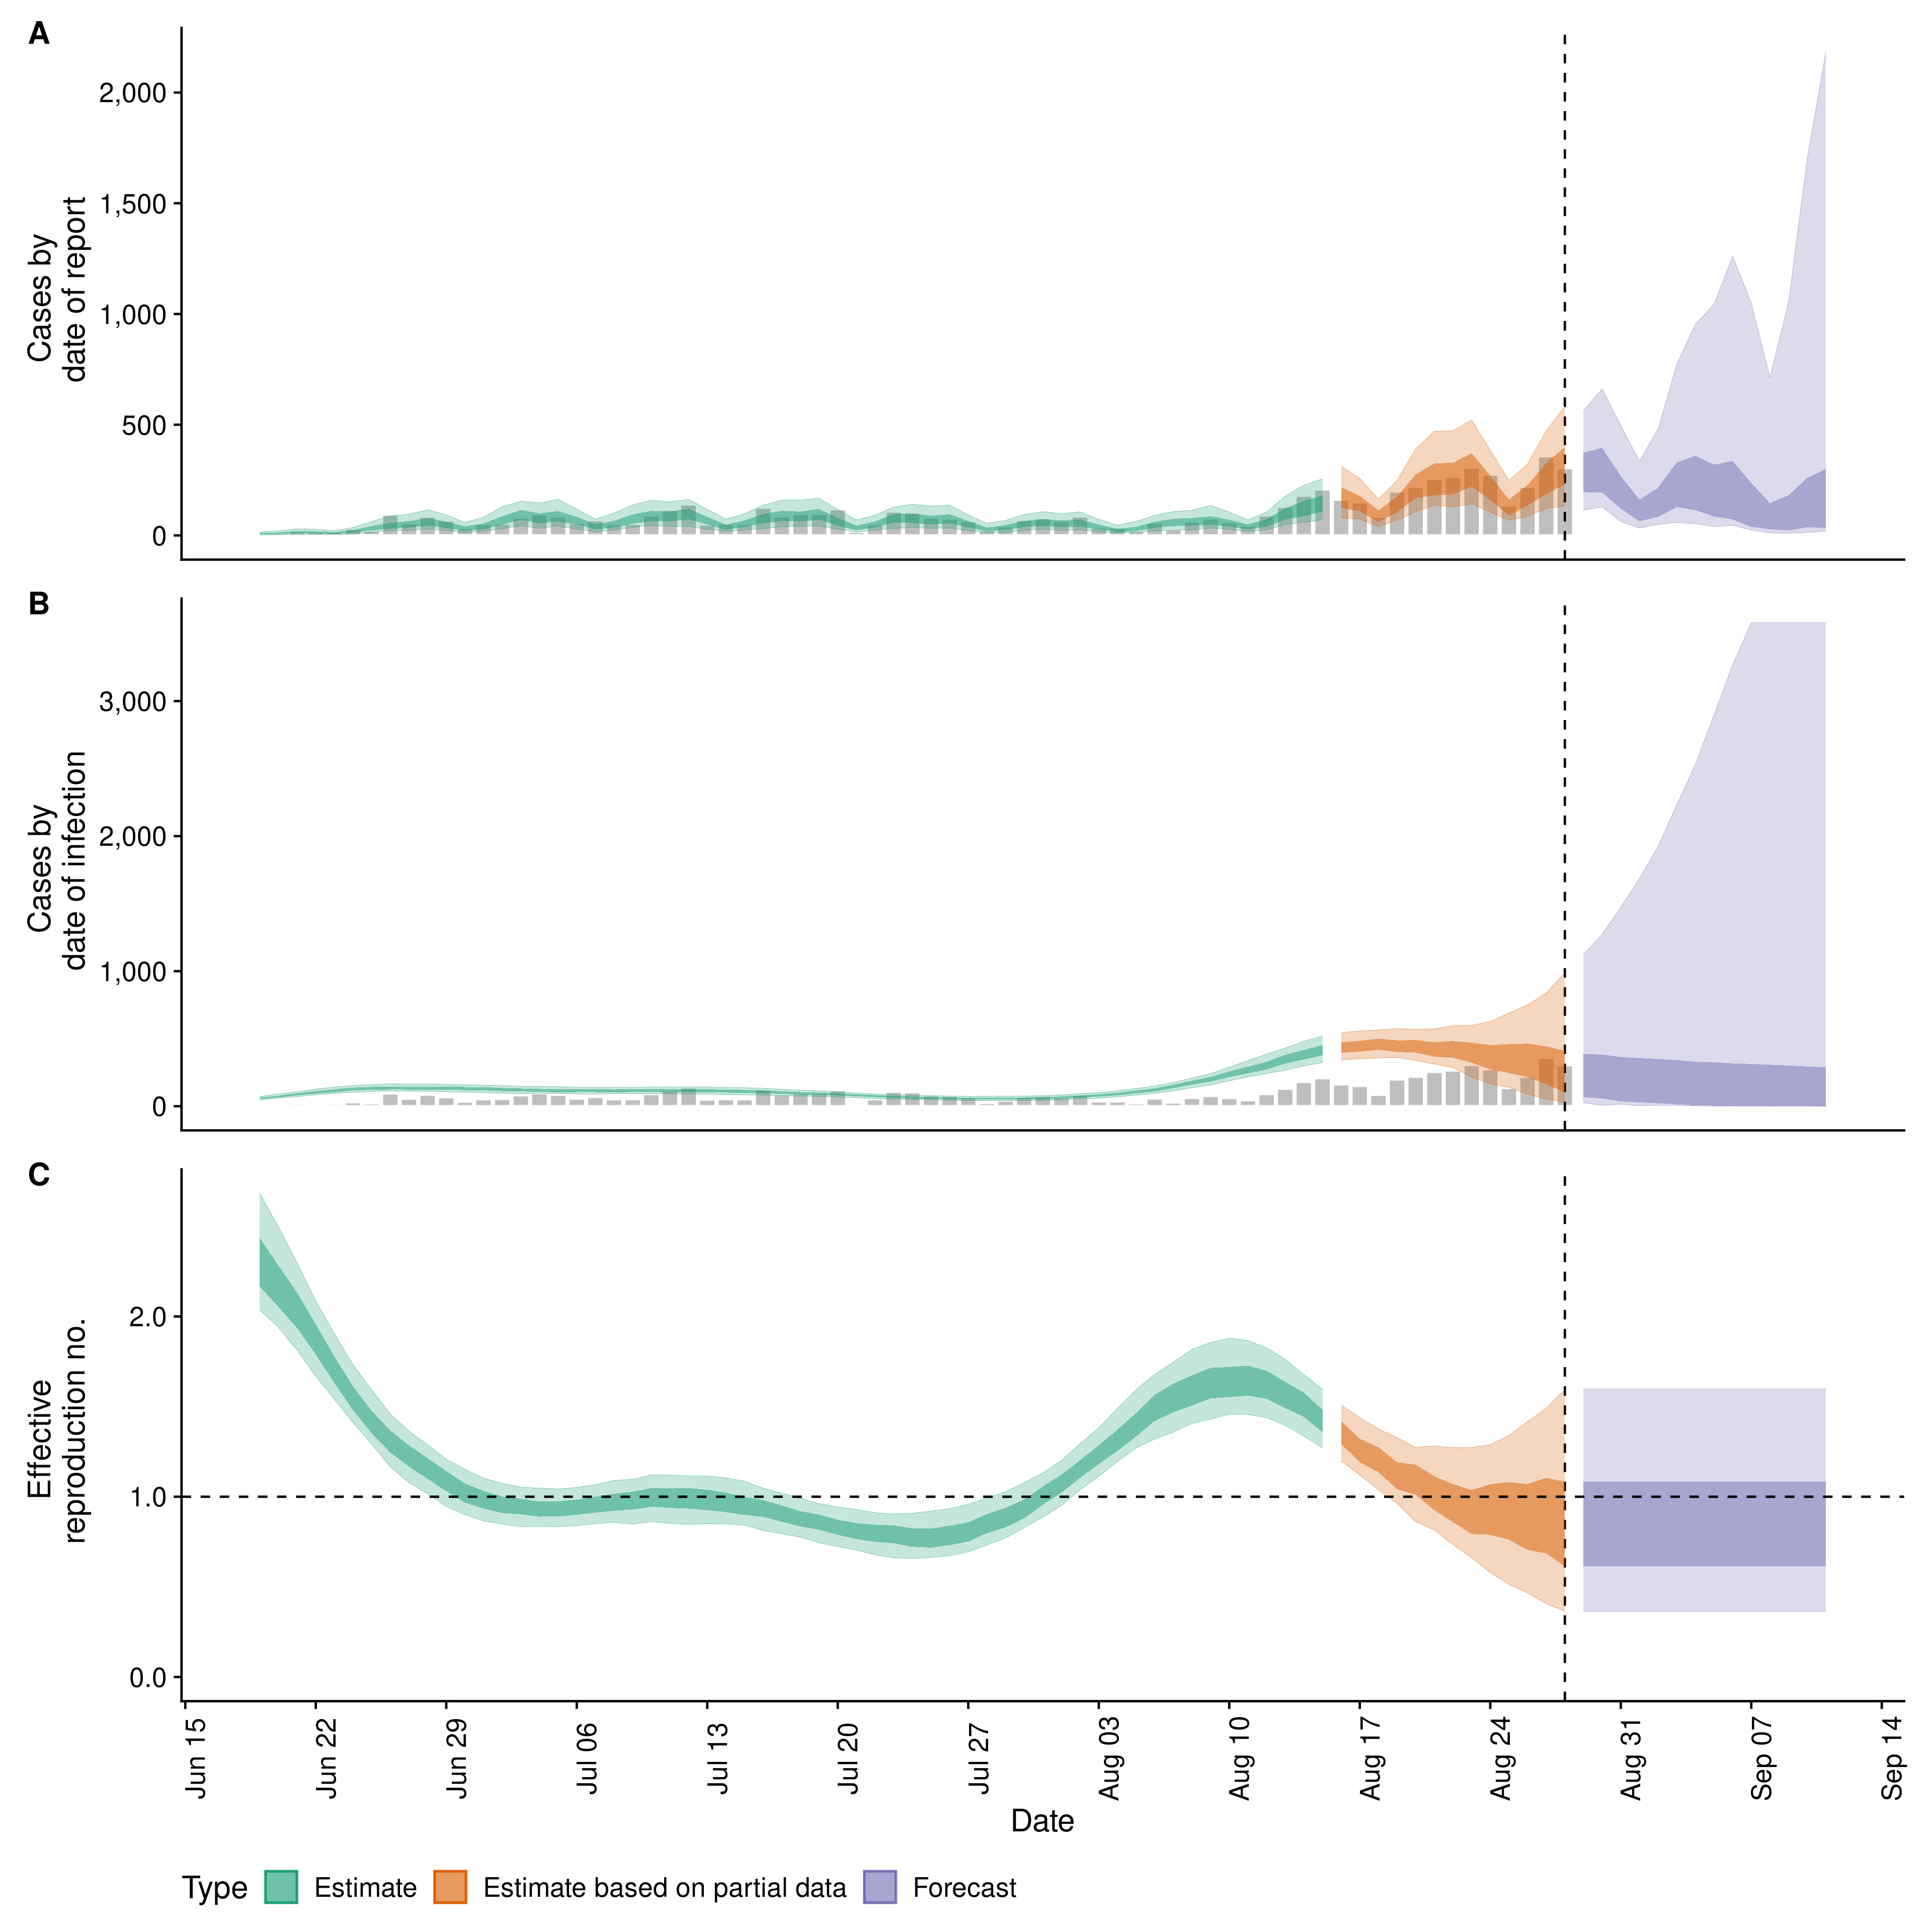 A
Cases by
date of report
2,000
1,500
1,000
500
0
B
Cases by
date of infection
3,000
2,000
1,000
0
C
Effective
reproduction no.
2.0
1.0
0.0
Jun 15
Jun 22
Jun 29
Jul 06
Jul 13
Jul 20
Jul 27
Aug 03
Aug 10
Aug 17
Aug 24
Aug 31
Sep 07
Sep 14
Date
Type Estimate Estimate based on partial data Forecast